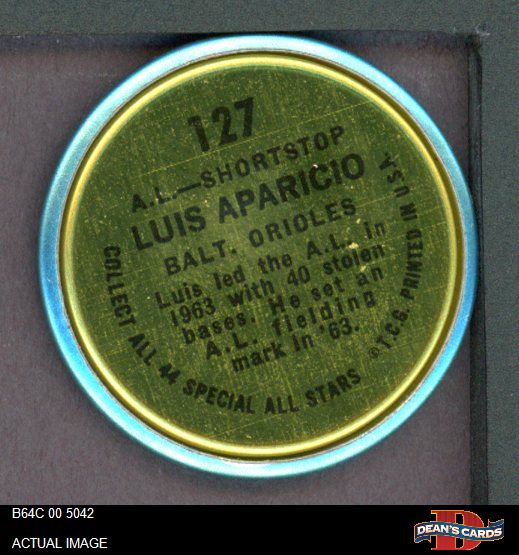 127
A.L.—SHORTSTOP
LUIS APARICIO
BALT. ORIOLES
Luis led the A.L. in
1963 with 40 stolen
bases. He set an
A.L. fielding
mark in '63.
COLLECT ALL 44 SPECIAL ALL STARS
©T.C.G. PRINTED IN U.S.A.
B64C 00 5042
ACTUAL IMAGE
DEAN'S CARDS